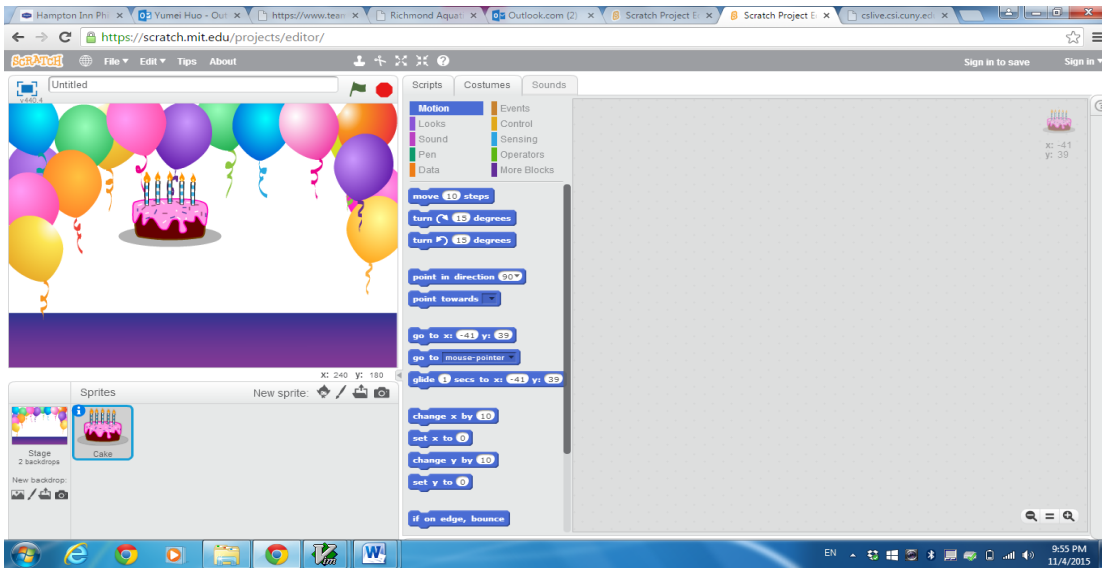 Hampton Inn Phi
Yumei Huo - Out
https://www.tean
Richmond Aquat
Outlook.com (2)
Scratch Project E
Scratch Project E
cslive.csi.cuny.edu
https://scratch.mit.edu/projects/editor/
SCRATCH File Edit Tips About Sign in to save Sign in
Untitled
v440.4
X: 240 y: 180
Sprites New sprite:
Stage
2 backdrops
New backdrop:
Cake
Scripts Costumes Sounds
Motion Events
Looks Control
Sound Sensing
Pen Operators
Data More Blocks
move 10 steps
turn 15 degrees
turn 15 degrees
point in direction 90
point towards
go to x: -41 y: 39
go to mouse-pointer
glide 1 secs to x: -41 y: 39
change x by 10
set x to 0
change y by 10
set y to 0
if on edge, bounce
x: -41
y: 39
EN
9:55 PM
11/4/2015